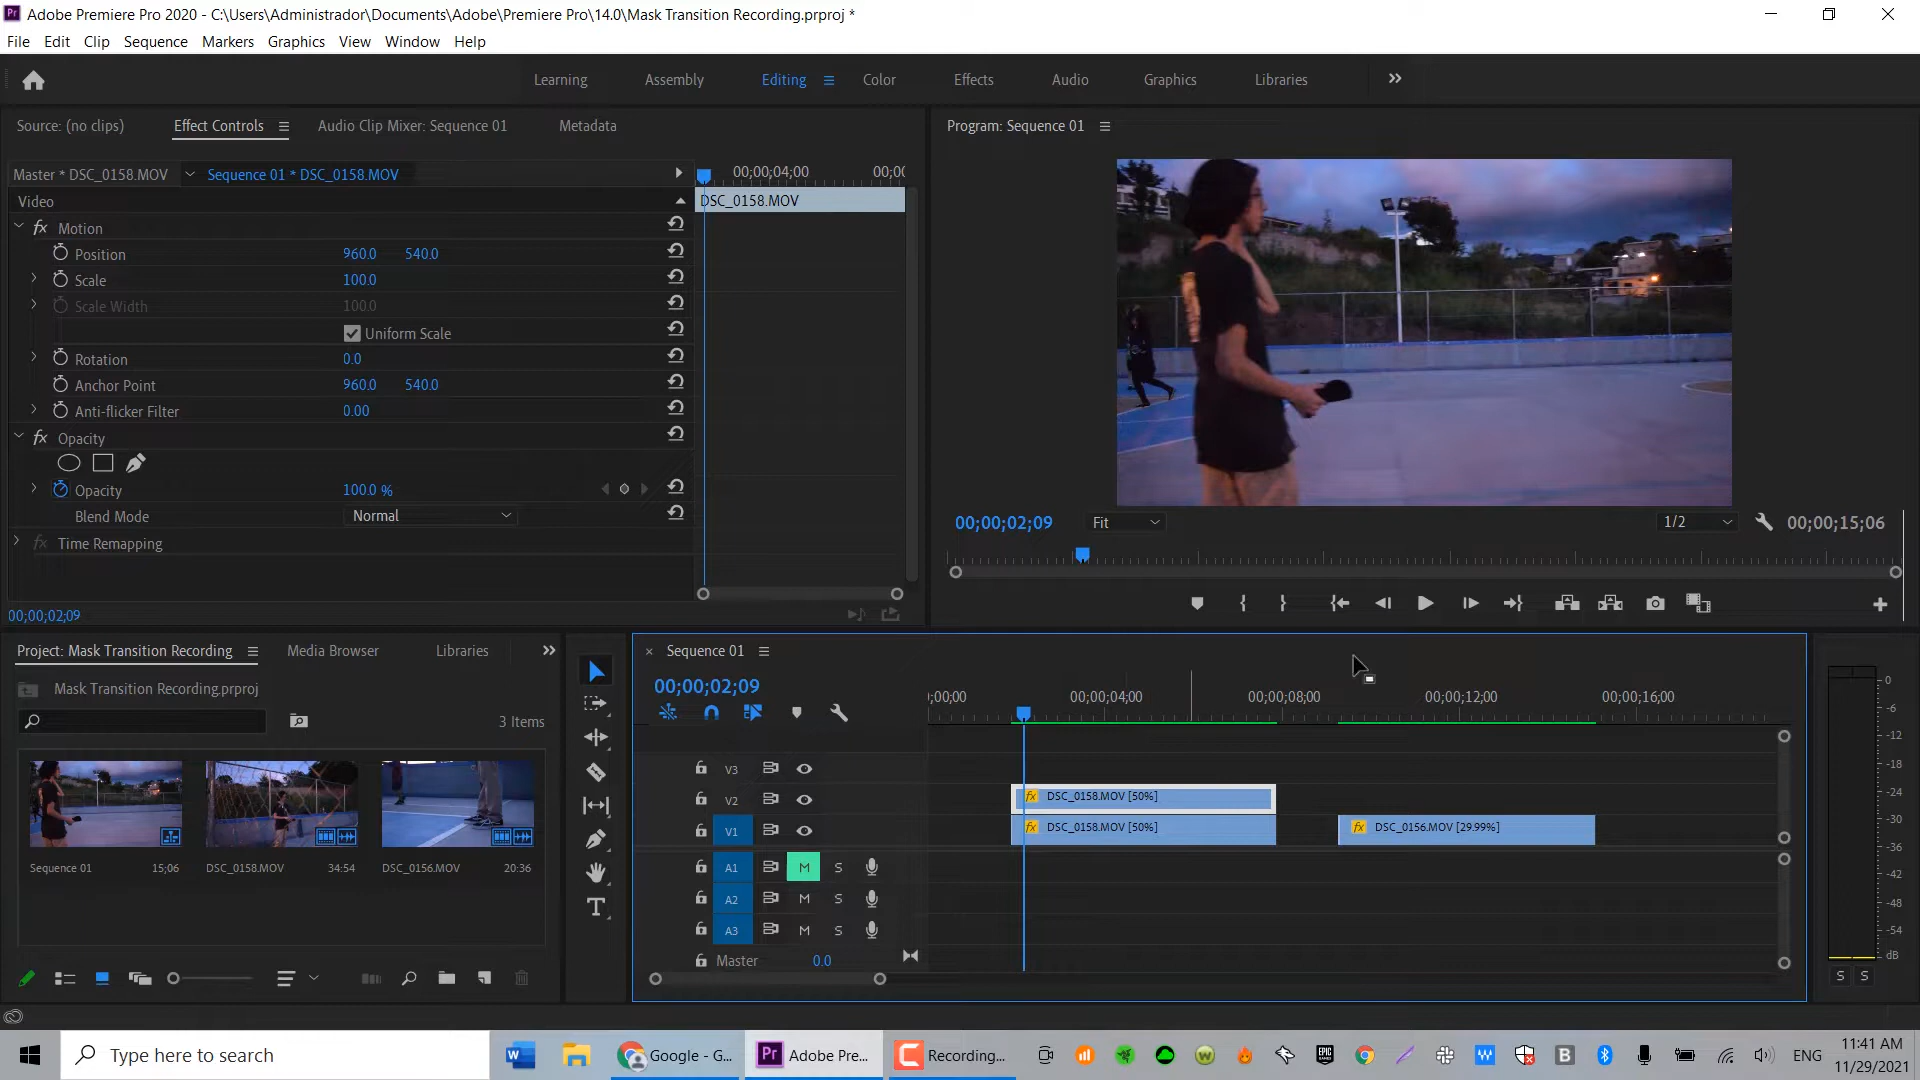 Adobe Premiere Pro 2020 - C:\Users\Administrador\Documents\Adobe\Premiere Pro\14.0\Mask Transition Recording.prproj *
File Edit Clip Sequence Markers Graphics View Window Help
Learning Assembly Editing Color Effects Audio Graphics Libraries
Source: (no clips) Effect Controls Audio Clip Mixer: Sequence 01 Metadata
Program: Sequence 01
Master * DSC_0158.MOV Sequence 01 * DSC_0158.MOV
00;00;04;00
Video
DSC_0158.MOV
fx Motion
Position 960.0 540.0
Scale 100.0
Scale Width 100.0
Uniform Scale
Rotation 0.0
Anchor Point 960.0 540.0
Anti-flicker Filter 0.00
fx Opacity
Opacity 100.0 %
Blend Mode Normal
fx Time Remapping
00;00;02;09
00;00;02;09 Fit 1/2 00;00;15;06
Project: Mask Transition Recording Media Browser Libraries
Mask Transition Recording.prproj
3 Items
Sequence 01 15;06
DSC_0158.MOV 34:54
DSC_0156.MOV 20:36
× Sequence 01
00;00;02;09
;00;00 00;00;04;00 00;00;08;00 00;00;12;00 00;00;16;00
V3
V2 fx DSC_0158.MOV [50%]
V1 fx DSC_0158.MOV [50%] fx DSC_0156.MOV [29.99%]
A1 M S
A2 M S
A3 M S
Master 0.0
0
-6
-12
-18
-24
-30
-36
-42
-48
-54
dB
S S
Type here to search
Google - G...
Adobe Pre...
Recording...
ENG
11:41 AM
11/29/2021